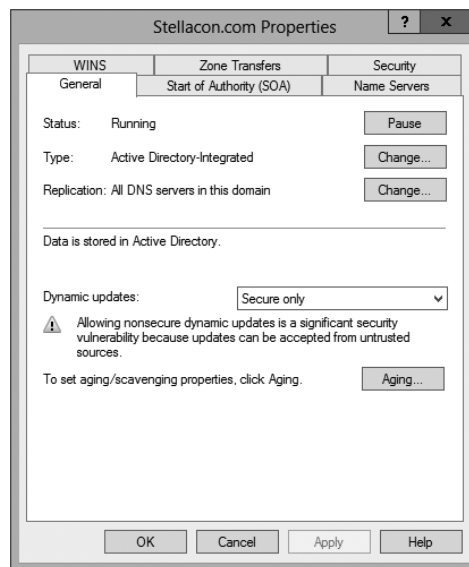 Stellacon.com Properties
? x
WINS Zone Transfers Security
General Start of Authority (SOA) Name Servers
Status: Running Pause
Type: Active Directory-Integrated Change...
Replication: All DNS servers in this domain Change...
Data is stored in Active Directory.
Dynamic updates: Secure only
Allowing nonsecure dynamic updates is a significant security
vulnerability because updates can be accepted from untrusted
sources.
To set aging/scavenging properties, click Aging. Aging...
OK Cancel Apply Help